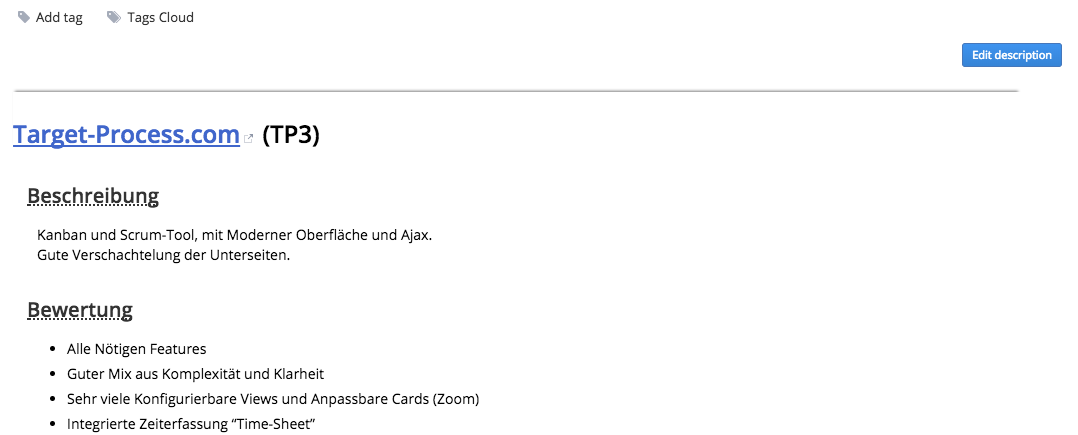 Add tag Tags Cloud
Edit description
Target-Process.com (TP3)
Beschreibung
Kanban und Scrum-Tool, mit Moderner Oberfläche und Ajax.
Gute Verschachtelung der Unterseiten.
Bewertung
Alle Nötigen Features
Guter Mix aus Komplexität und Klarheit
Sehr viele Konfigurierbare Views und Anpassbare Cards (Zoom)
Integrierte Zeiterfassung “Time-Sheet”